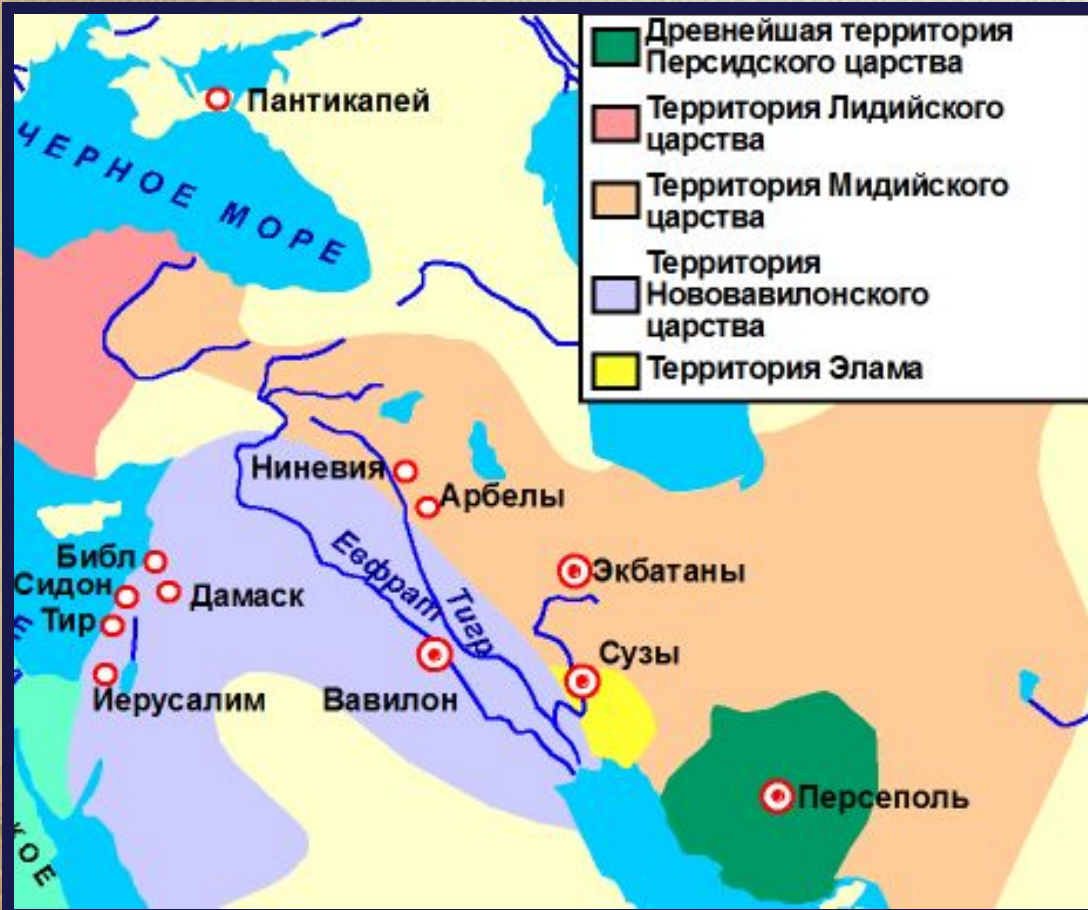 Древнейшая территория
Персидского царства
Территория Лидийского
царства
Территория Мидийского
царства
Территория
Нововавилонского
царства
Территория Элама
Пантикапей
ЧЕРНОЕ МОРЕ
Ниневия
Арбелы
Библ
Сидон
Дамаск
Тир
Евфрат
Тигр
Экбатаны
Сузы
Иерусалим
Вавилон
Персеполь
КОЕ